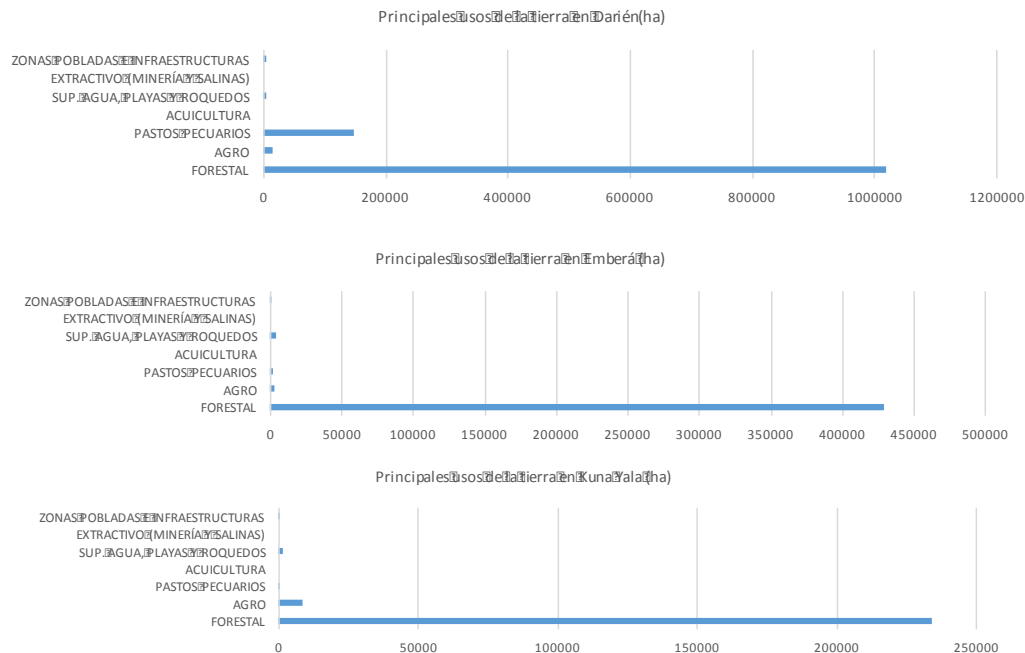 Principales usos de la tierra en Darién (ha)
ZONAS POBLADAS E INFRAESTRUCTURAS
EXTRACTIVO (MINERÍA Y SALINAS)
SUP. AGUA, PLAYAS Y ROQUEDOS
ACUICULTURA
PASTOS PECUARIOS
AGRO
FORESTAL
0 200000 400000 600000 800000 1000000 1200000
Principales usos de la tierra en Emberá (ha)
ZONAS POBLADAS E INFRAESTRUCTURAS
EXTRACTIVO (MINERÍA Y SALINAS)
SUP. AGUA, PLAYAS Y ROQUEDOS
ACUICULTURA
PASTOS PECUARIOS
AGRO
FORESTAL
0 50000 100000 150000 200000 250000 300000 350000 400000 450000 500000
Principales usos de la tierra en Kuna Yala (ha)
ZONAS POBLADAS E INFRAESTRUCTURAS
EXTRACTIVO (MINERÍA Y SALINAS)
SUP. AGUA, PLAYAS Y ROQUEDOS
ACUICULTURA
PASTOS PECUARIOS
AGRO
FORESTAL
0 50000 100000 150000 200000 250000